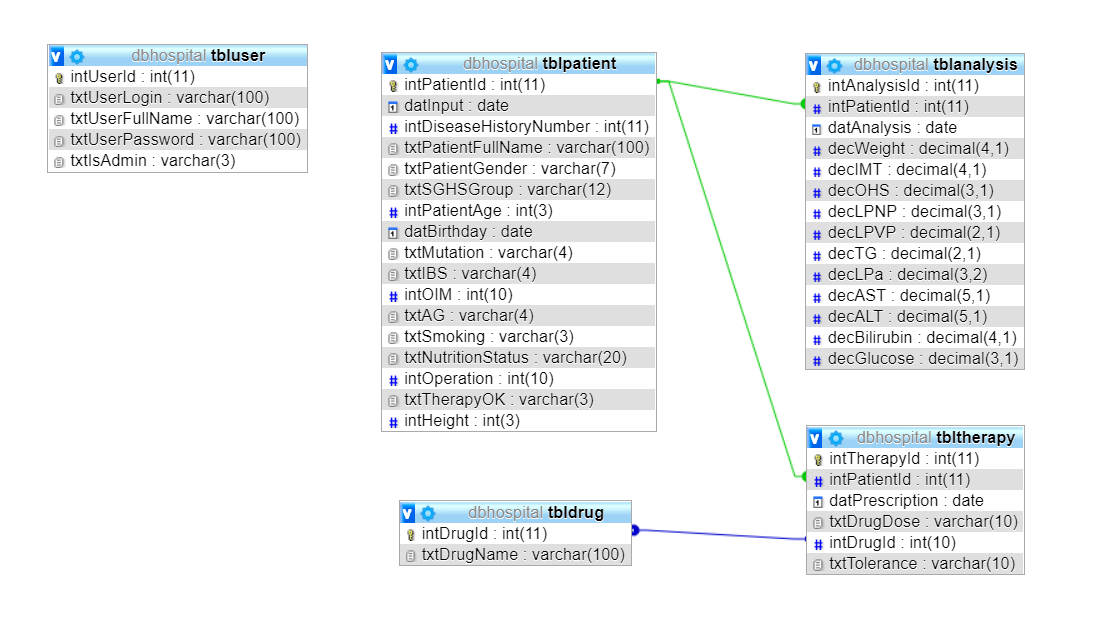 dbhospital tbluser
intUserId : int(11)
txtUserLogin : varchar(100)
txtUserFullName : varchar(100)
txtUserPassword : varchar(100)
txtIsAdmin : varchar(3)
dbhospital tblpatient
intPatientId : int(11)
datInput : date
intDiseaseHistoryNumber : int(11)
txtPatientFullName : varchar(100)
txtPatientGender : varchar(7)
txtSGHSGroup : varchar(12)
intPatientAge : int(3)
datBirthday : date
txtMutation : varchar(4)
txtIBS : varchar(4)
intOIM : int(10)
txtAG : varchar(4)
txtSmoking : varchar(3)
txtNutritionStatus : varchar(20)
intOperation : int(10)
txtTherapyOK : varchar(3)
intHeight : int(3)
dbhospital tblanalysis
intAnalysisId : int(11)
intPatientId : int(11)
datAnalysis : date
decWeight : decimal(4,1)
decIMT : decimal(4,1)
decOHS : decimal(3,1)
decLPNP : decimal(3,1)
decLPVP : decimal(2,1)
decTG : decimal(2,1)
decLPa : decimal(3,2)
decAST : decimal(5,1)
decALT : decimal(5,1)
decBilirubin : decimal(4,1)
decGlucose : decimal(3,1)
dbhospital tbldrug
intDrugId : int(11)
txtDrugName : varchar(100)
dbhospital tbltherapy
intTherapyId : int(11)
intPatientId : int(11)
datPrescription : date
txtDrugDose : varchar(10)
intDrugId : int(10)
txtTolerance : varchar(10)